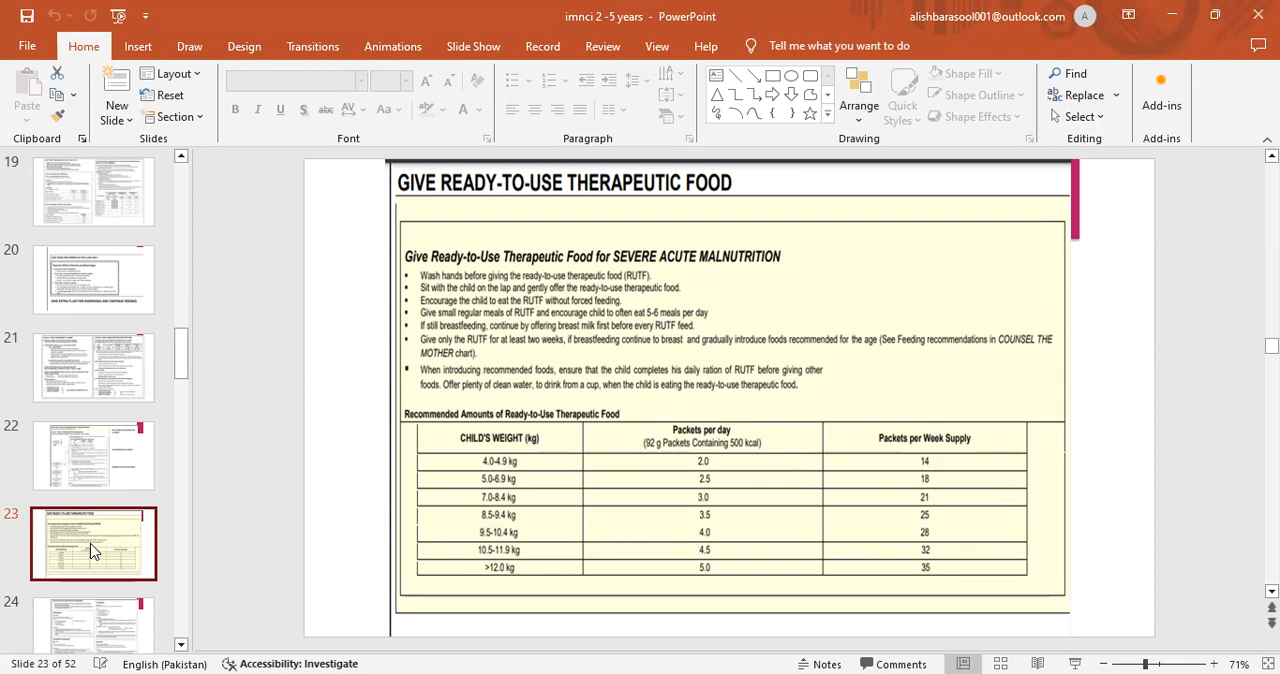 imnci 2 -5 years - PowerPoint
alishbarasool001@outlook.com
A
File
Home
Insert
Draw
Design
Transitions
Animations
Slide Show
Record
Review
View
Help
Tell me what you want to do
Paste
New
Slide
Layout
Reset
Section
B
I
U
S
abc
AV
Aa
A
Arrange
Quick
Styles
Shape Fill
Shape Outline
Shape Effects
Find
Replace
Select
Add-ins
Clipboard
Slides
Font
Paragraph
Drawing
Editing
Add-ins
19
20
21
22
23
24
GIVE READY-TO-USE THERAPEUTIC FOOD
Give Ready-to-Use Therapeutic Food for SEVERE ACUTE MALNUTRITION
▪ Wash hands before giving the ready-to-use therapeutic food (RUTF).
▪ Sit with the child on the lap and gently offer the ready-to-use therapeutic food.
▪ Encourage the child to eat the RUTF without forced feeding.
▪ Give small regular meals of RUTF and encourage child to often eat 5-6 meals per day
▪ If still breastfeeding, continue by offering breast milk first before every RUTF feed.
▪ Give only the RUTF for at least two weeks, if breastfeeding continue to breast and gradually introduce foods recommended for the age (See Feeding recommendations in COUNSEL THE
MOTHER chart).
▪ When introducing recommended foods, ensure that the child completes his daily ration of RUTF before giving other
foods. Offer plenty of clean water, to drink from a cup, when the child is eating the ready-to-use therapeutic food.
Recommended Amounts of Ready-to-Use Therapeutic Food
CHILD'S WEIGHT (kg)
Packets per day
(92 g Packets Containing 500 kcal)
Packets per Week Supply
4.0-4.9 kg 2.0 14
5.0-6.9 kg 2.5 18
7.0-8.4 kg 3.0 21
8.5-9.4 kg 3.5 25
9.5-10.4 kg 4.0 28
10.5-11.9 kg 4.5 32
>12.0 kg 5.0 35
Slide 23 of 52
English (Pakistan)
Accessibility: Investigate
Notes
Comments
71%